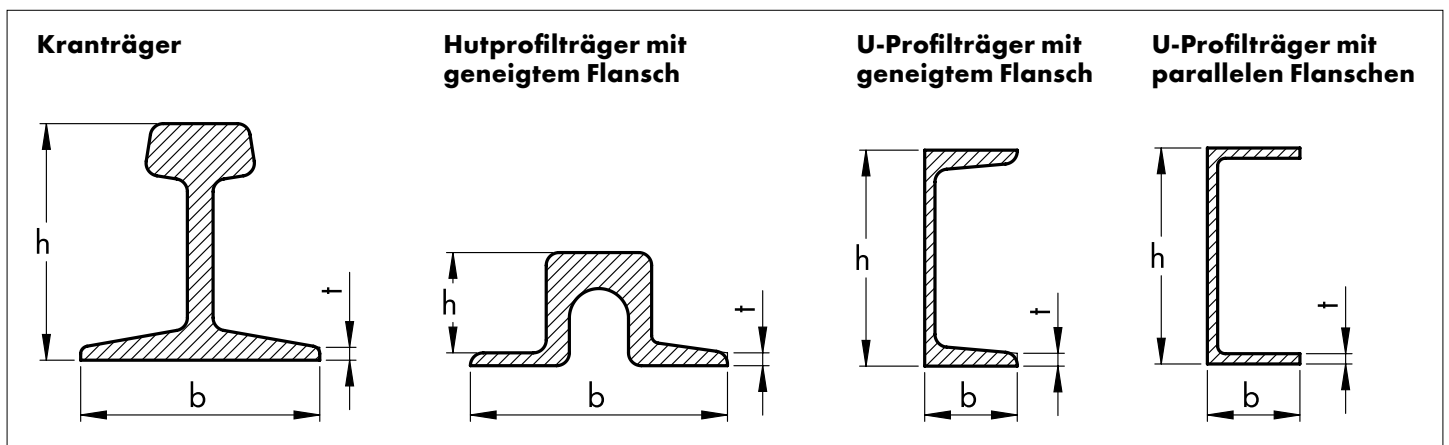 Kranträger
Hutprofilträger mit
geneigtem Flansch
U-Profilträger mit
geneigtem Flansch
U-Profilträger mit
parallelen Flanschen
h
t
b
h
t
b
h
t
b
h
t
b